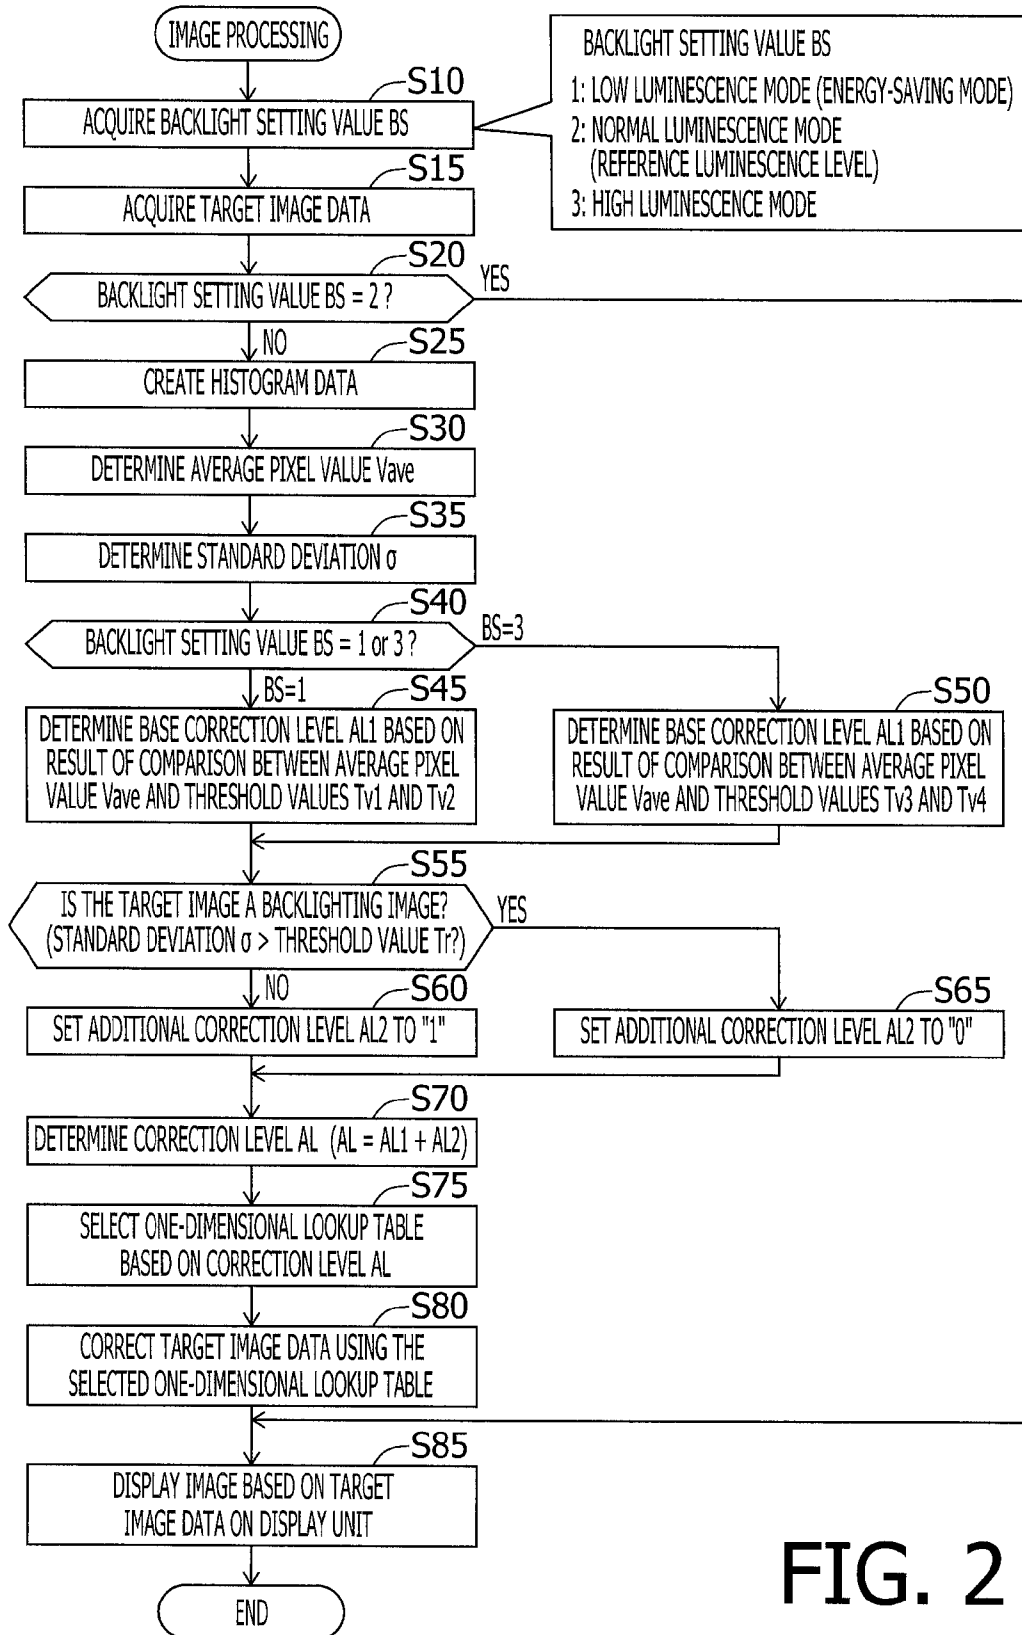 IMAGE PROCESSING
BACKLIGHT SETTING VALUE BS
1: LOW LUMINESCENCE MODE (ENERGY-SAVING MODE)
2: NORMAL LUMINESCENCE MODE
(REFERENCE LUMINESCENCE LEVEL)
3: HIGH LUMINESCENCE MODE
S10
ACQUIRE BACKLIGHT SETTING VALUE BS
S15
ACQUIRE TARGET IMAGE DATA
S20
BACKLIGHT SETTING VALUE BS = 2 ?
YES
NO
S25
CREATE HISTOGRAM DATA
S30
DETERMINE AVERAGE PIXEL VALUE Vave
S35
DETERMINE STANDARD DEVIATION σ
S40
BACKLIGHT SETTING VALUE BS = 1 or 3 ?
BS=3
BS=1
S45
DETERMINE BASE CORRECTION LEVEL AL1 BASED ON
RESULT OF COMPARISON BETWEEN AVERAGE PIXEL
VALUE Vave AND THRESHOLD VALUES Tv1 AND Tv2
S50
DETERMINE BASE CORRECTION LEVEL AL1 BASED ON
RESULT OF COMPARISON BETWEEN AVERAGE PIXEL
VALUE Vave AND THRESHOLD VALUES Tv3 AND Tv4
S55
IS THE TARGET IMAGE A BACKLIGHTING IMAGE?
(STANDARD DEVIATION σ > THRESHOLD VALUE Tr?)
YES
NO
S60
SET ADDITIONAL CORRECTION LEVEL AL2 TO "1"
S65
SET ADDITIONAL CORRECTION LEVEL AL2 TO "0"
S70
DETERMINE CORRECTION LEVEL AL (AL = AL1 + AL2)
S75
SELECT ONE-DIMENSIONAL LOOKUP TABLE
BASED ON CORRECTION LEVEL AL
S80
CORRECT TARGET IMAGE DATA USING THE
SELECTED ONE-DIMENSIONAL LOOKUP TABLE
S85
DISPLAY IMAGE BASED ON TARGET
IMAGE DATA ON DISPLAY UNIT
END
FIG. 2